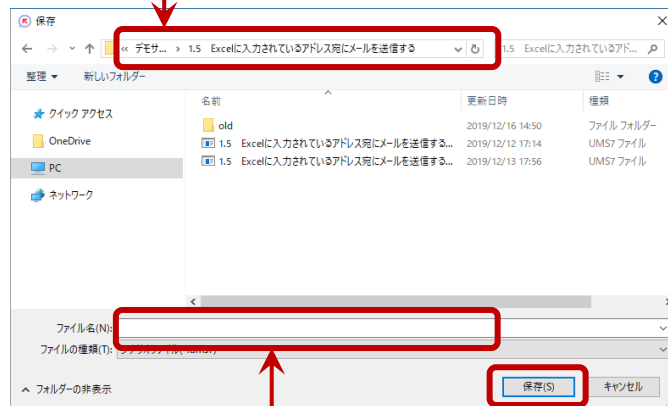 保存
« デモサ... › 1.5 Excelに入力されているアドレス宛にメールを送信する
1.5 Excelに入力されているアド...
整理 新しいフォルダー
名前 更新日時 種類
クイック アクセス
OneDrive
PC
ネットワーク
old 2019/12/16 14:50 ファイル フォルダー
1.5 Excelに入力されているアドレス宛にメールを送信する... 2019/12/12 17:14 UMS7 ファイル
1.5 Excelに入力されているアドレス宛にメールを送信する... 2019/12/13 17:56 UMS7 ファイル
ファイル名(N):
ファイルの種類(T):
フォルダーの非表示
保存(S) キャンセル